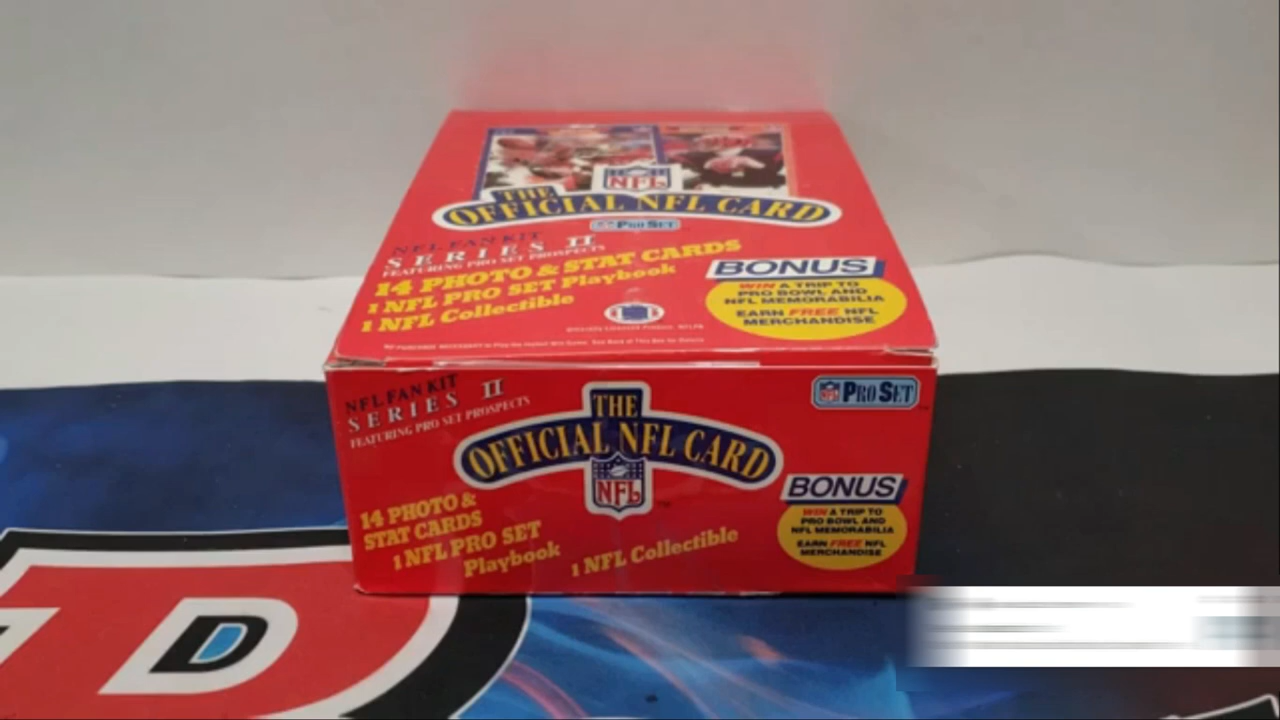 NFL
THE
OFFICIAL NFL CARD
PRO SET
NFL FAN KIT
SERIES II
FEATURING PRO SET PROSPECTS
14 PHOTO & STAT CARDS
1 NFL PRO SET Playbook
1 NFL Collectible
BONUS
WIN A TRIP TO
PRO BOWL AND
NFL MEMORABILIA
EARN FREE NFL
MERCHANDISE
NFL FAN KIT
SERIES II
FEATURING PRO SET PROSPECTS
THE
OFFICIAL NFL CARD
NFL
NFL PRO SET
14 PHOTO &
STAT CARDS
1 NFL PRO SET
Playbook
1 NFL Collectible
BONUS
WIN A TRIP TO
PRO BOWL AND
NFL MEMORABILIA
EARN FREE NFL
MERCHANDISE
D